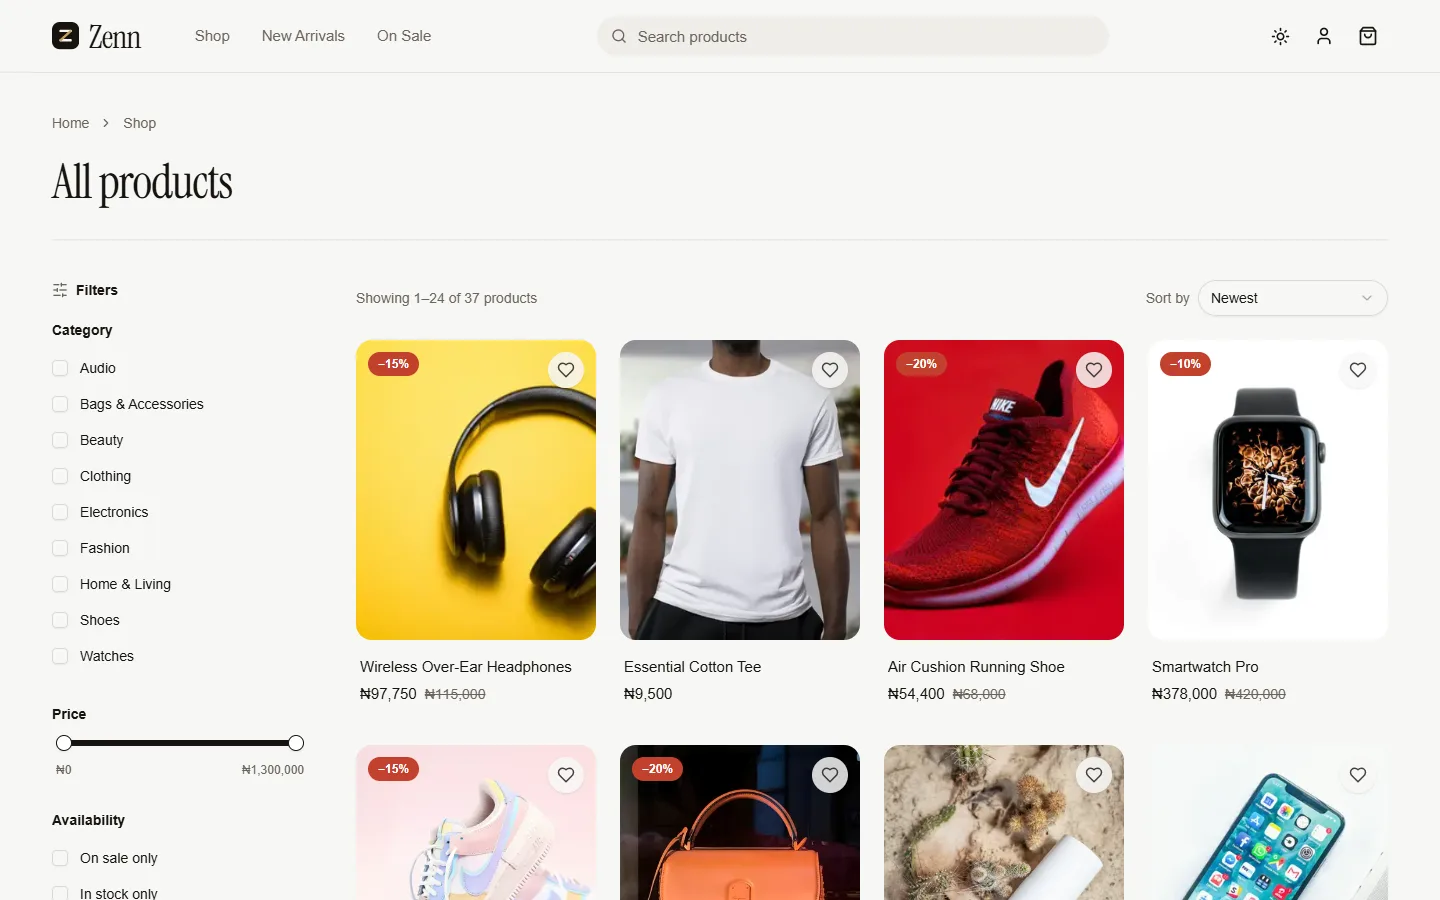 Zenn
Shop
New Arrivals
On Sale
Search products
Home
Shop
All products
Filters
Showing 1–24 of 37 products
Sort by
Newest
Category
Audio
Bags & Accessories
Beauty
Clothing
Electronics
Fashion
Home & Living
Shoes
Watches
Price
₦0
₦1,300,000
Availability
On sale only
In stock only
–15%
NIKE
–20%
–10%
Wireless Over-Ear Headphones
₦97,750 ₦115,000
Essential Cotton Tee
₦9,500
Air Cushion Running Shoe
₦54,400 ₦68,000
Smartwatch Pro
₦378,000 ₦420,000
–15%
–20%